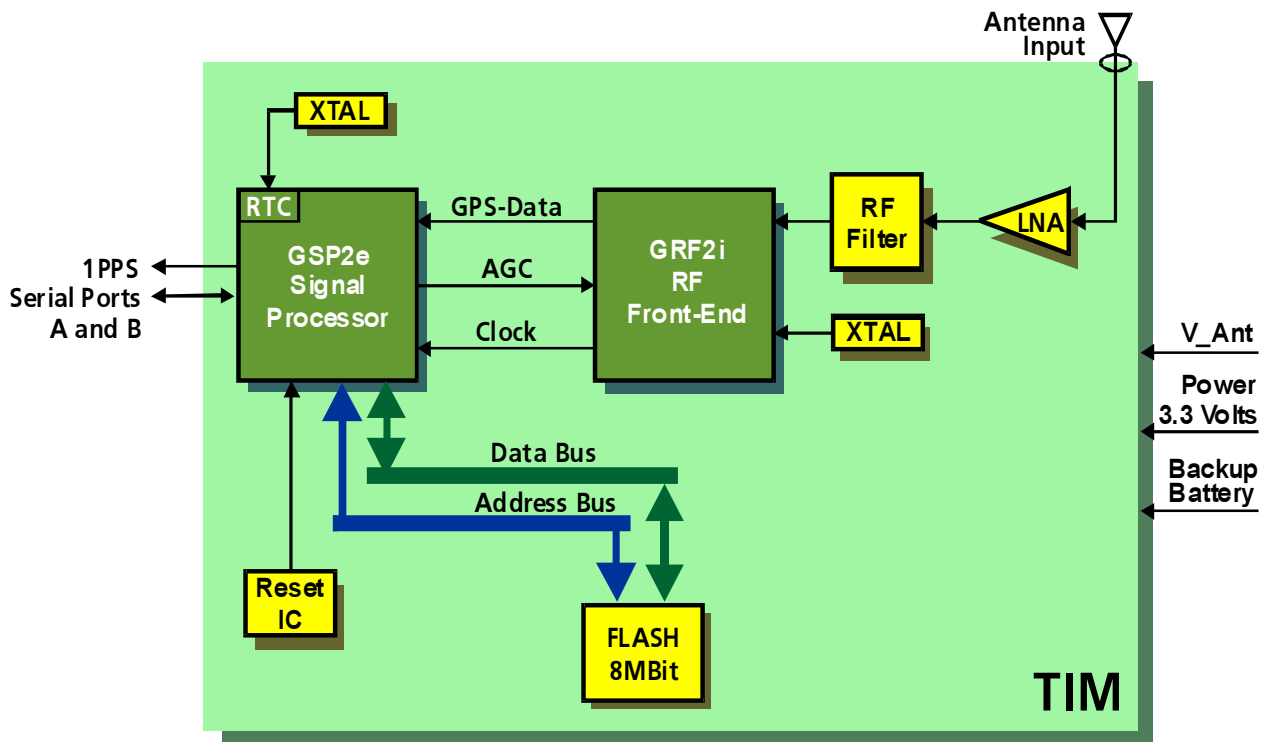 Antenna
Input
XTAL
RTC
GSP2e
Signal
Processor
GPS-Data
AGC
Clock
GRF2i
RF
Front-End
RF
Filter
LNA
XTAL
1PPS
Serial Ports
A and B
V_Ant
Power
3.3 Volts
Backup
Battery
Data Bus
Address Bus
Reset
IC
FLASH
8MBit
TIM